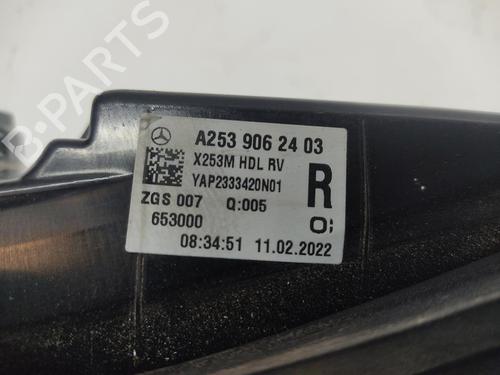 B-PARTS
A253 906 24 03
X253M HDL RV
YAP2333420N01
R
ZGS 007 Q:005
653000
O;
08:34:51 11.02.2022